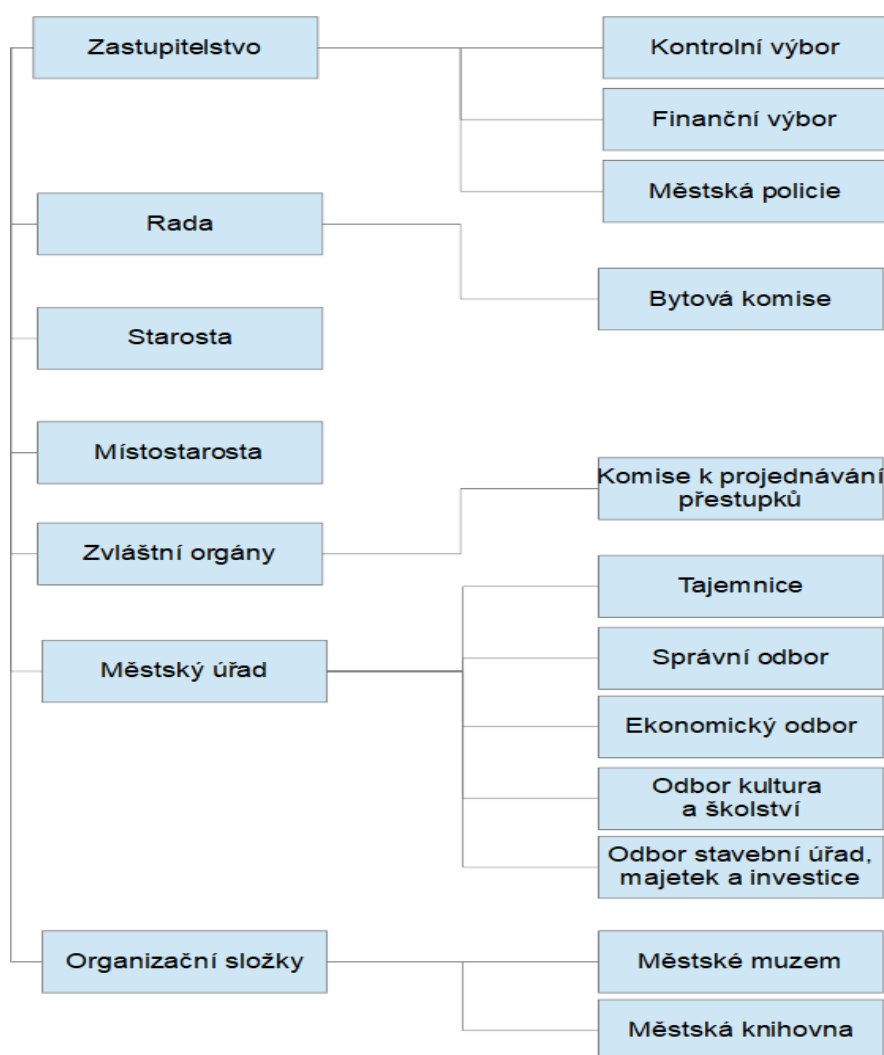 Zastupitelstvo
Kontrolní výbor
Finanční výbor
Městská policie
Rada
Bytová komise
Starosta
Místostarosta
Komise k projednávání
přestupků
Zvláštní orgány
Tajemnice
Městský úřad
Správní odbor
Ekonomický odbor
Odbor kultura
a školství
Odbor stavební úřad,
majetek a investice
Organizační složky
Městské muzem
Městská knihovna